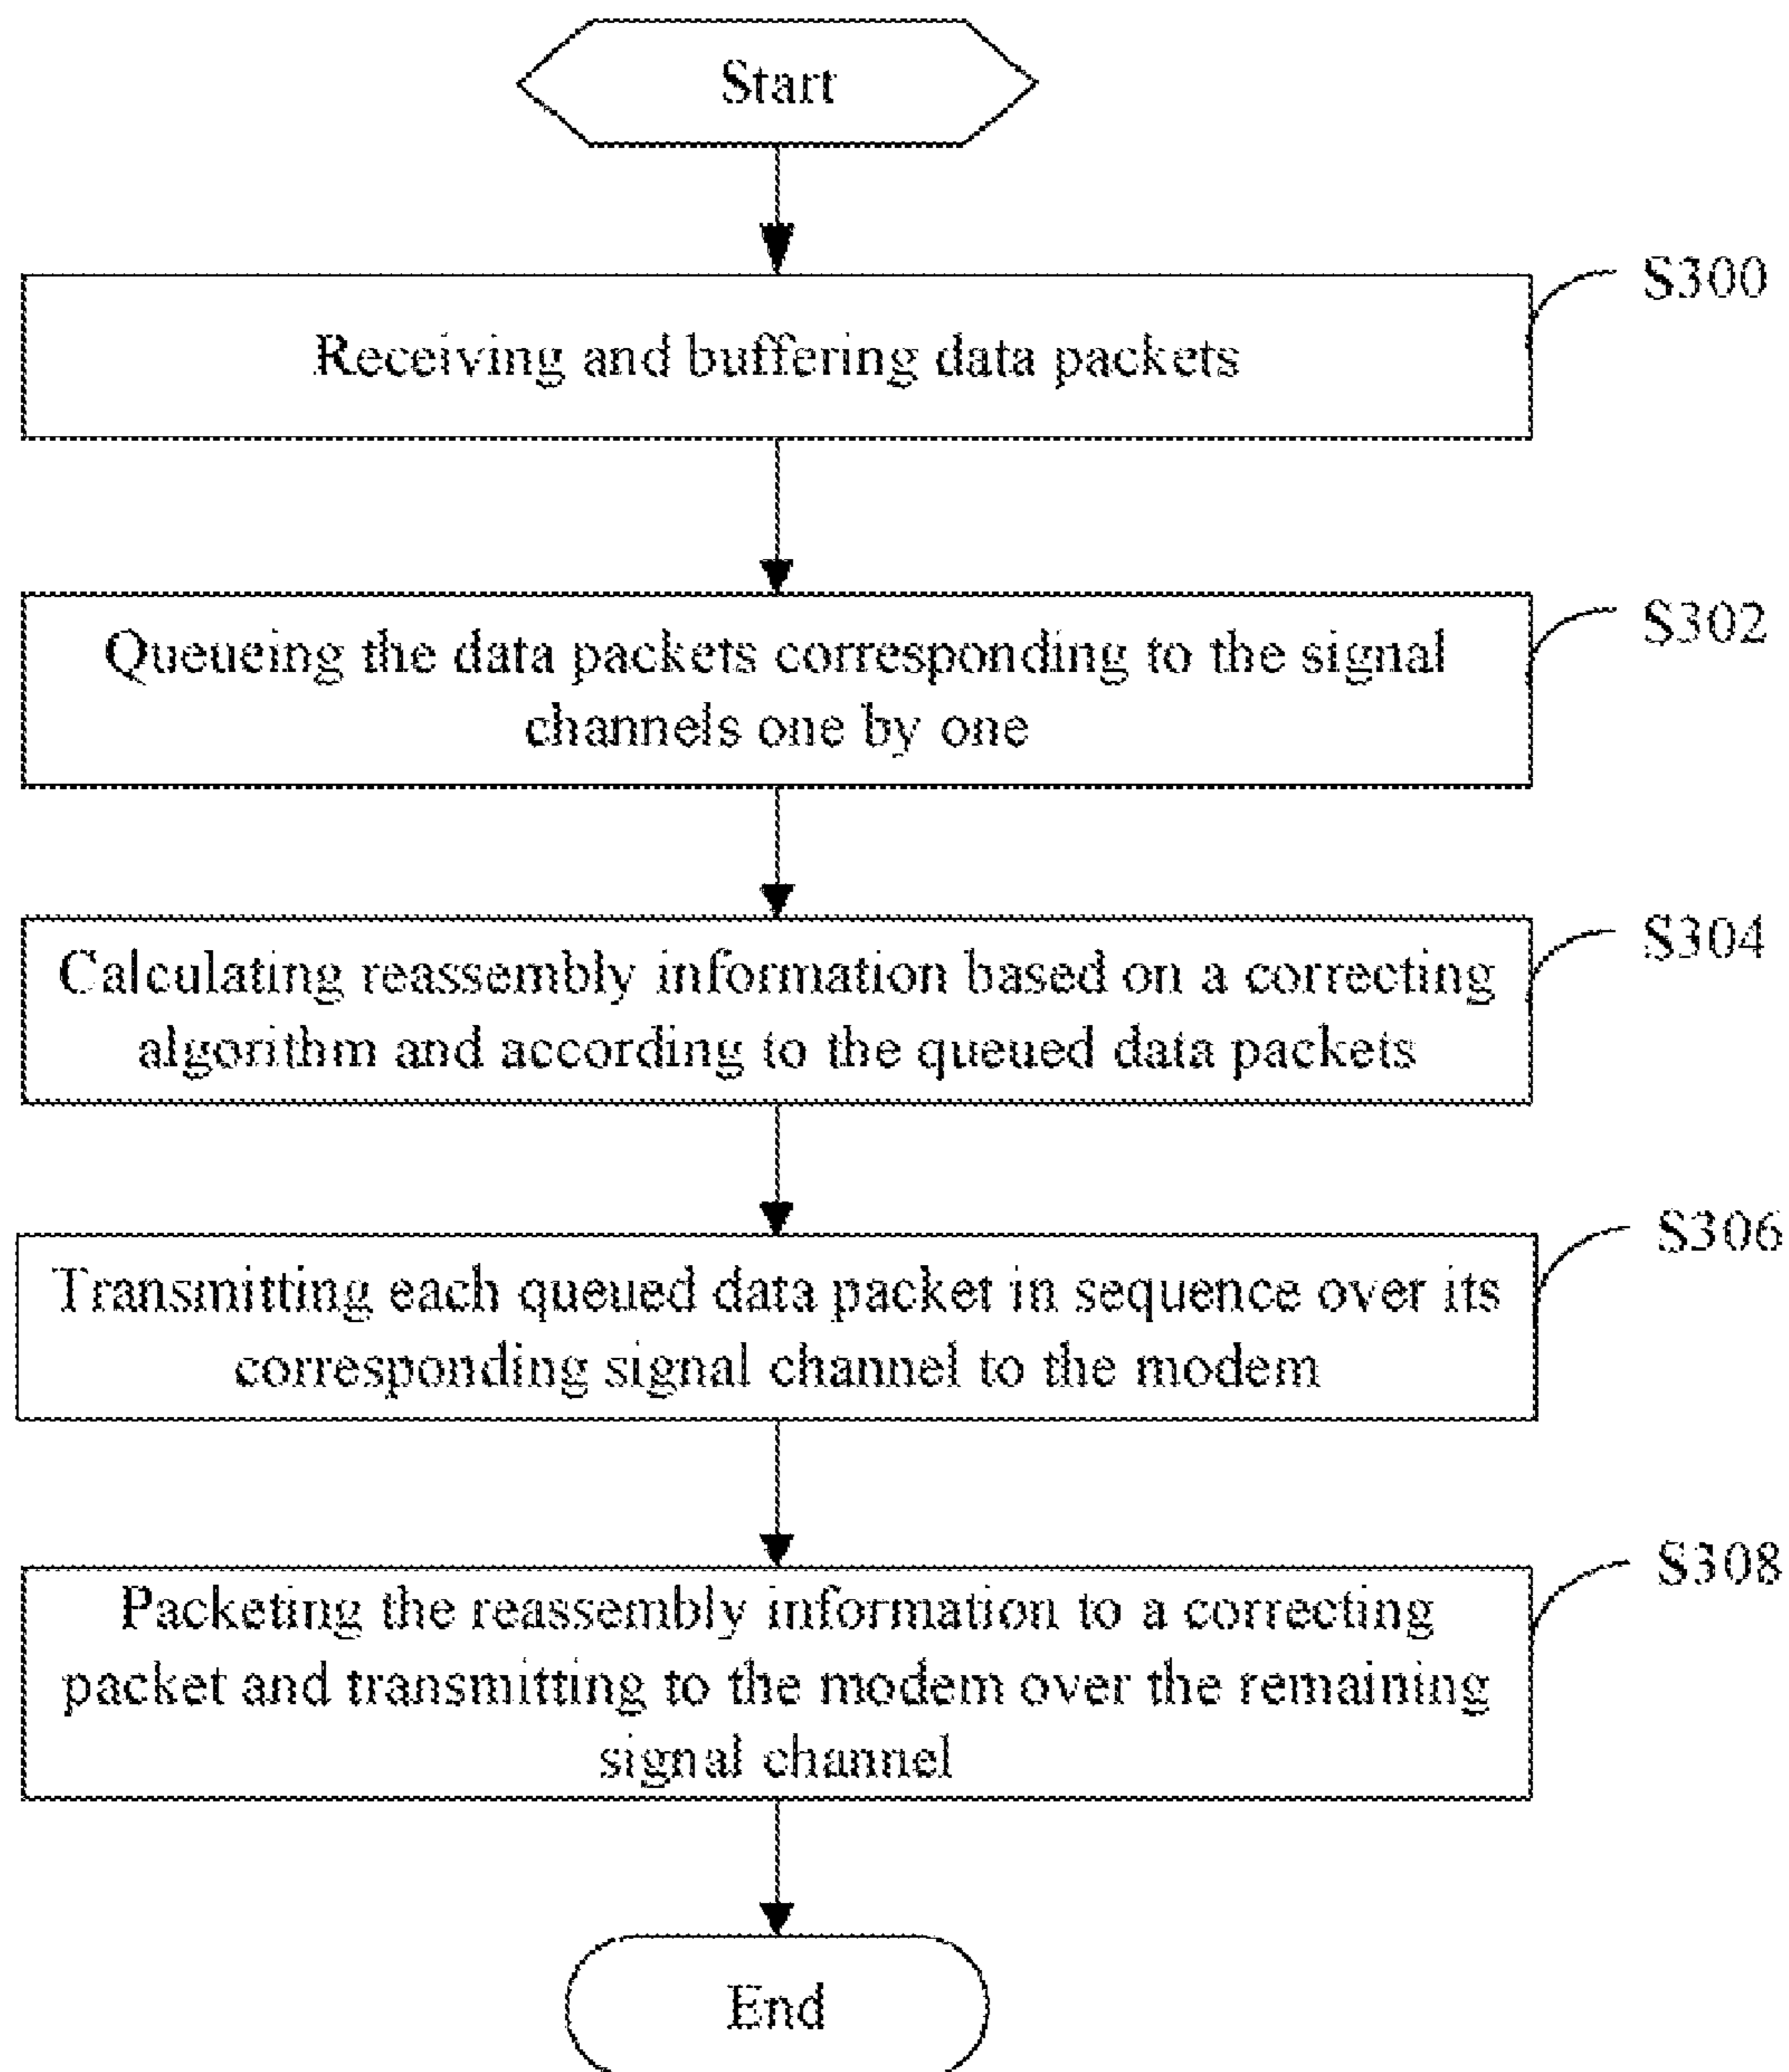 Start
S300
Receiving and buffering data packets
S302
Queueing the data packets corresponding to the signal
channels one by one
S304
Calculating reassembly information based on a correcting
algorithm and according to the queued data packets
S306
Transmitting each queued data packet in sequence over its
corresponding signal channel to the modem
S308
Packeting the reassembly information to a correcting
packet and transmitting to the modem over the remaining
signal channel
End